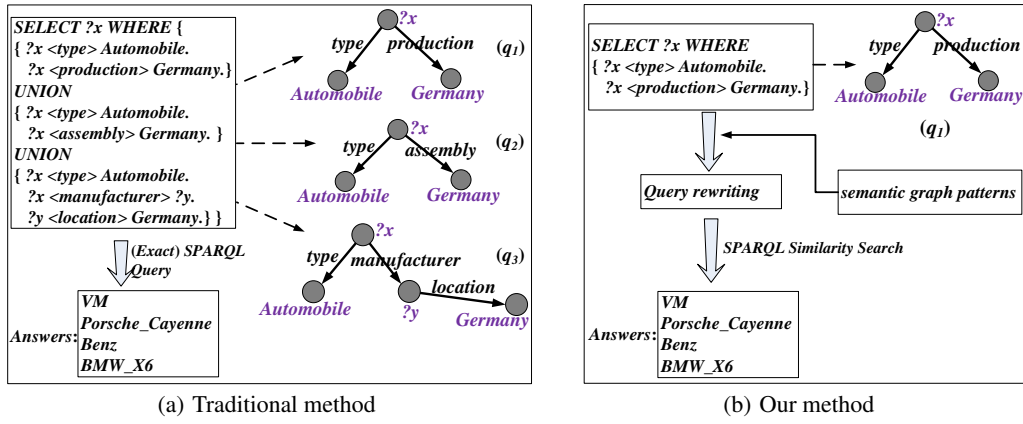 SELECT ?x WHERE {
{ ?x <type> Automobile.
?x <production> Germany.}
UNION
{ ?x <type> Automobile.
?x <assembly> Germany. }
UNION
{ ?x <type> Automobile.
?x <manufacturer> ?y.
?y <location> Germany.} }
(Exact) SPARQL
Query
Answers:
VM
Porsche_Cayenne
Benz
BMW_X6
?x
type
production
(q1)
Automobile
Germany
?x
type
assembly
(q2)
Automobile
Germany
?x
type
manufacturer
(q3)
location
Automobile
?y
Germany
(a) Traditional method
SELECT ?x WHERE
{ ?x <type> Automobile.
?x <production> Germany.}
?x
type
production
Automobile
Germany
(q1)
Query rewriting
semantic graph patterns
SPARQL Similarity Search
Answers:
VM
Porsche_Cayenne
Benz
BMW_X6
(b) Our method